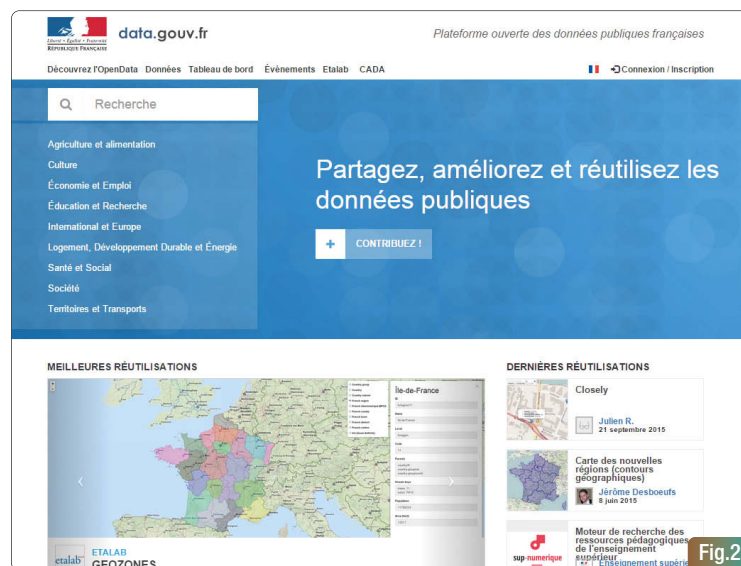 Liberté • Égalité • Fraternité
RÉPUBLIQUE FRANÇAISE
data.gouv.fr
Plateforme ouverte des données publiques françaises
Découvrez l'OpenData Données Tableau de bord Évènements Etalab CADA
Connexion / Inscription
Recherche
Agriculture et alimentation
Culture
Économie et Emploi
Éducation et Recherche
International et Europe
Logement, Développement Durable et Énergie
Santé et Social
Société
Territoires et Transports
Partagez, améliorez et réutilisez les
données publiques
+ CONTRIBUEZ !
MEILLEURES RÉUTILISATIONS
Île-de-France
etalab
ETALAB
GEOZONES
DERNIÈRES RÉUTILISATIONS
Closely
Julien R.
21 septembre 2015
Carte des nouvelles
régions (contours
géographiques)
Jérôme Desboeufs
8 juin 2015
Moteur de recherche des
ressources pédagogiques
de l'enseignement
supérieur
sup-numerique
Enseignement supérie
Fig.2